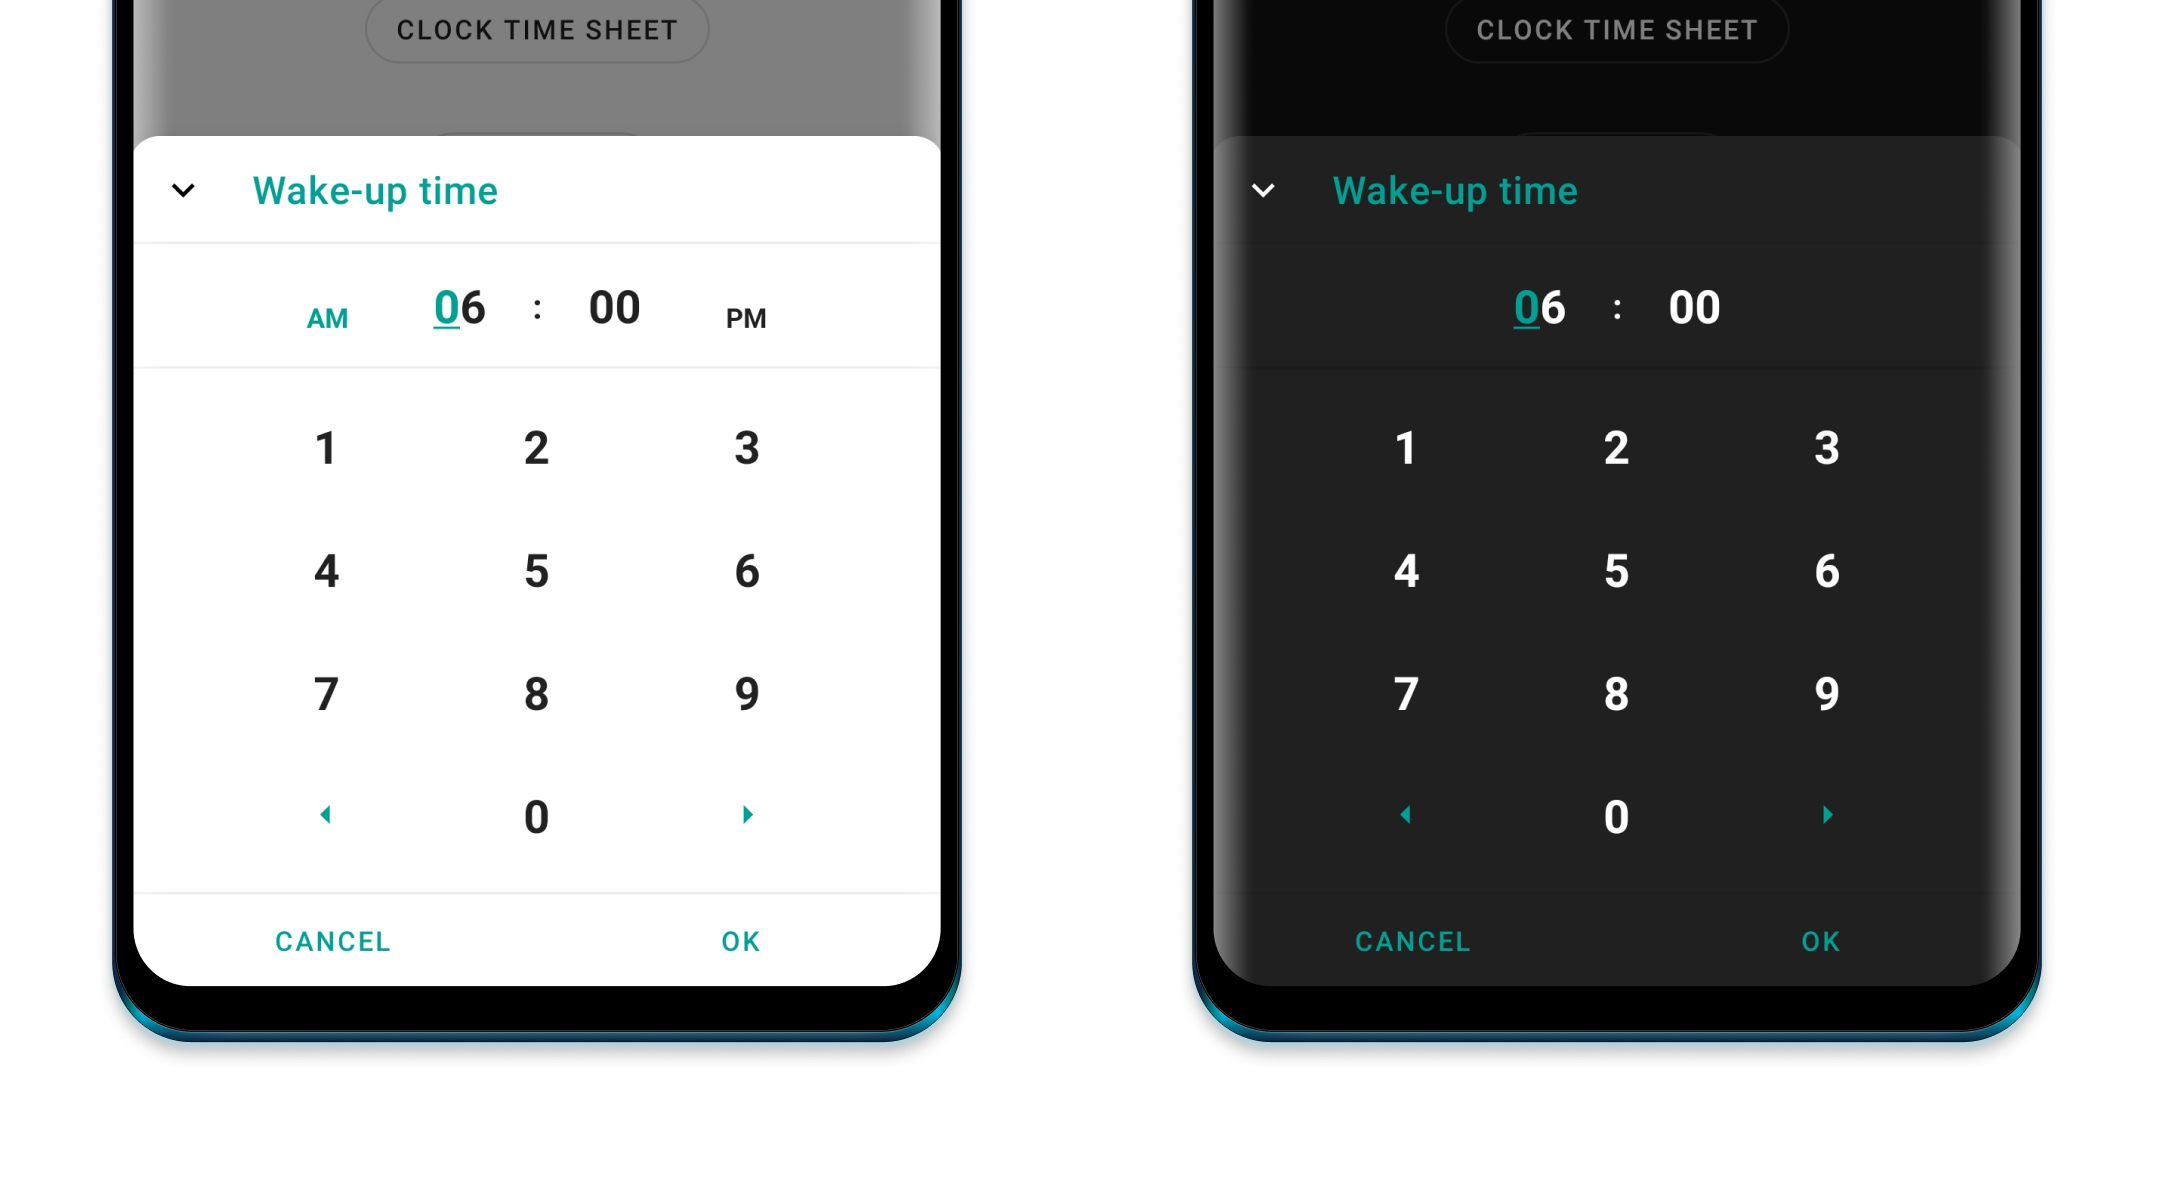 CLOCK TIME SHEET
Wake-up time
AM 06 : 00 PM
1 2 3
4 5 6
7 8 9
0
CANCEL OK
CLOCK TIME SHEET
Wake-up time
06 : 00
1 2 3
4 5 6
7 8 9
0
CANCEL OK